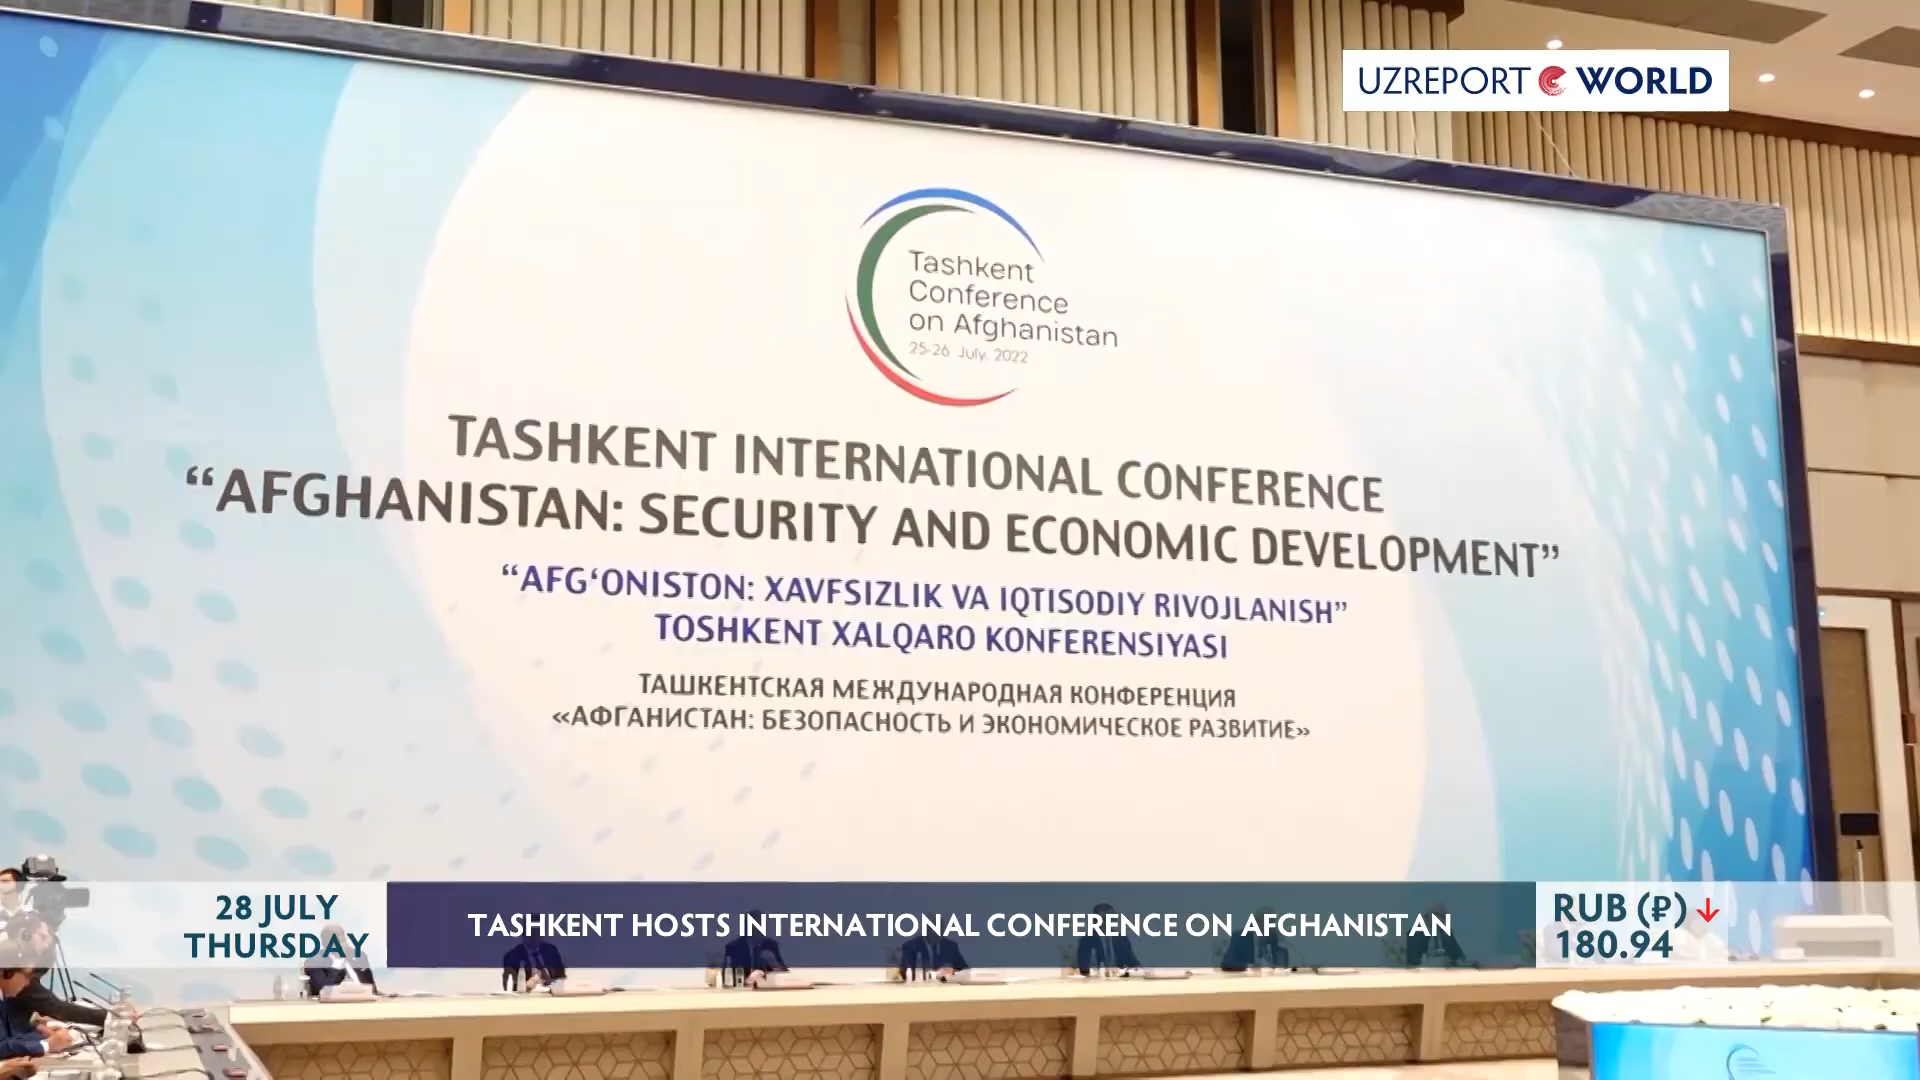 UZREPORT WORLD
Tashkent
Conference
on Afghanistan
25-26 July, 2022
TASHKENT INTERNATIONAL CONFERENCE
“AFGHANISTAN: SECURITY AND ECONOMIC DEVELOPMENT”
“AFG‘ONISTON: XAVFSIZLIK VA IQTISODIY RIVOJLANISH”
TOSHKENT XALQARO KONFERENSIYASI
ТАШКЕНТСКАЯ МЕЖДУНАРОДНАЯ КОНФЕРЕНЦИЯ
«АФГАНИСТАН: БЕЗОПАСНОСТЬ И ЭКОНОМИЧЕСКОЕ РАЗВИТИЕ»
28 JULY
THURSDAY
TASHKENT HOSTS INTERNATIONAL CONFERENCE ON AFGHANISTAN
RUB (₽) ↓
180.94